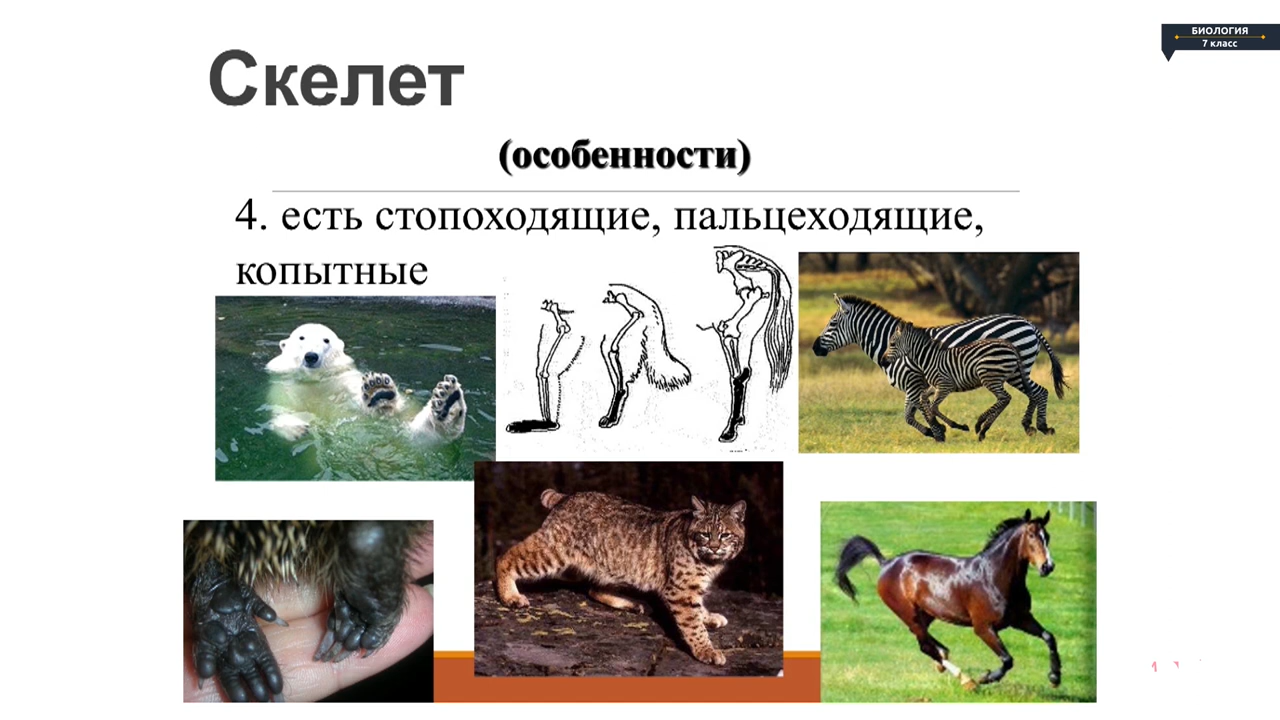 БИОЛОГИЯ
7 класс
Скелет
(особенности)
4. есть стопоходящие, пальцеходящие,
копытные